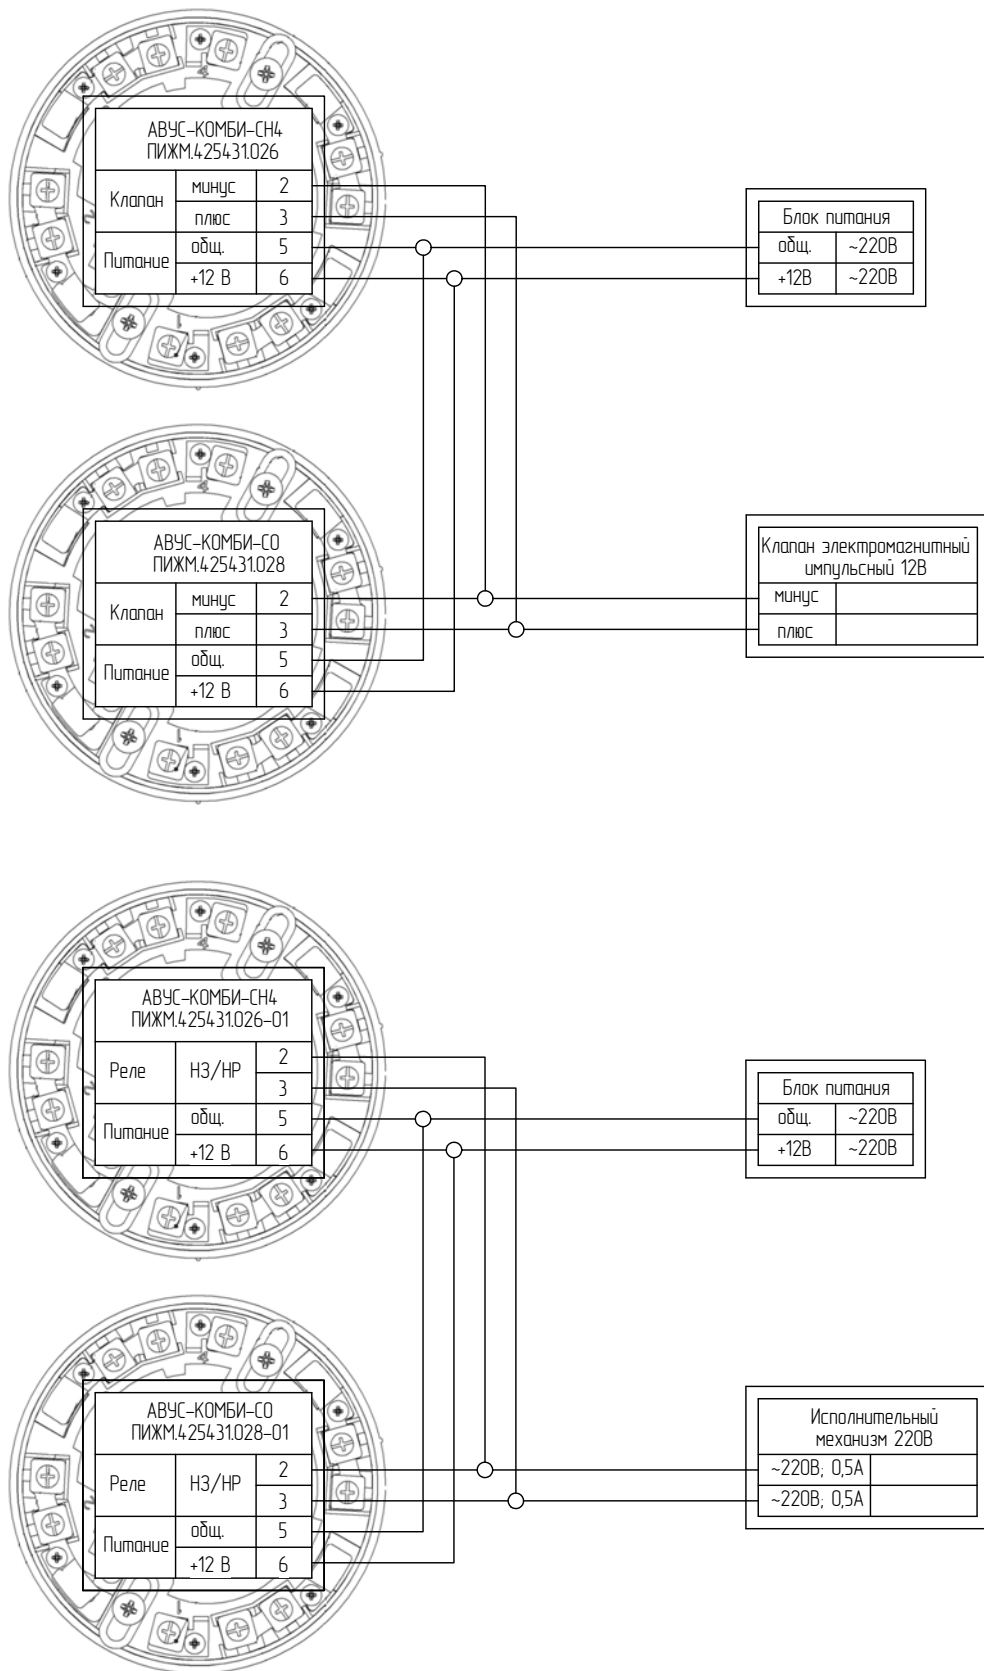 АВУС-КОМБИ-СН4
ПИЖМ.425431.026
Клапан минус 2
плюс 3
Питание общ. 5
+12 В 6
Блок питания
общ. ~220В
+12В ~220В
АВУС-КОМБИ-СО
ПИЖМ.425431.028
Клапан минус 2
плюс 3
Питание общ. 5
+12 В 6
Клапан электромагнитный
импульсный 12В
минус
плюс
АВУС-КОМБИ-СН4
ПИЖМ.425431.026-01
Реле НЗ/НР 2
3
Питание общ. 5
+12 В 6
Блок питания
общ. ~220В
+12В ~220В
АВУС-КОМБИ-СО
ПИЖМ.425431.028-01
Реле НЗ/НР 2
3
Питание общ. 5
+12 В 6
Исполнительный
механизм 220В
~220В; 0,5А
~220В; 0,5А